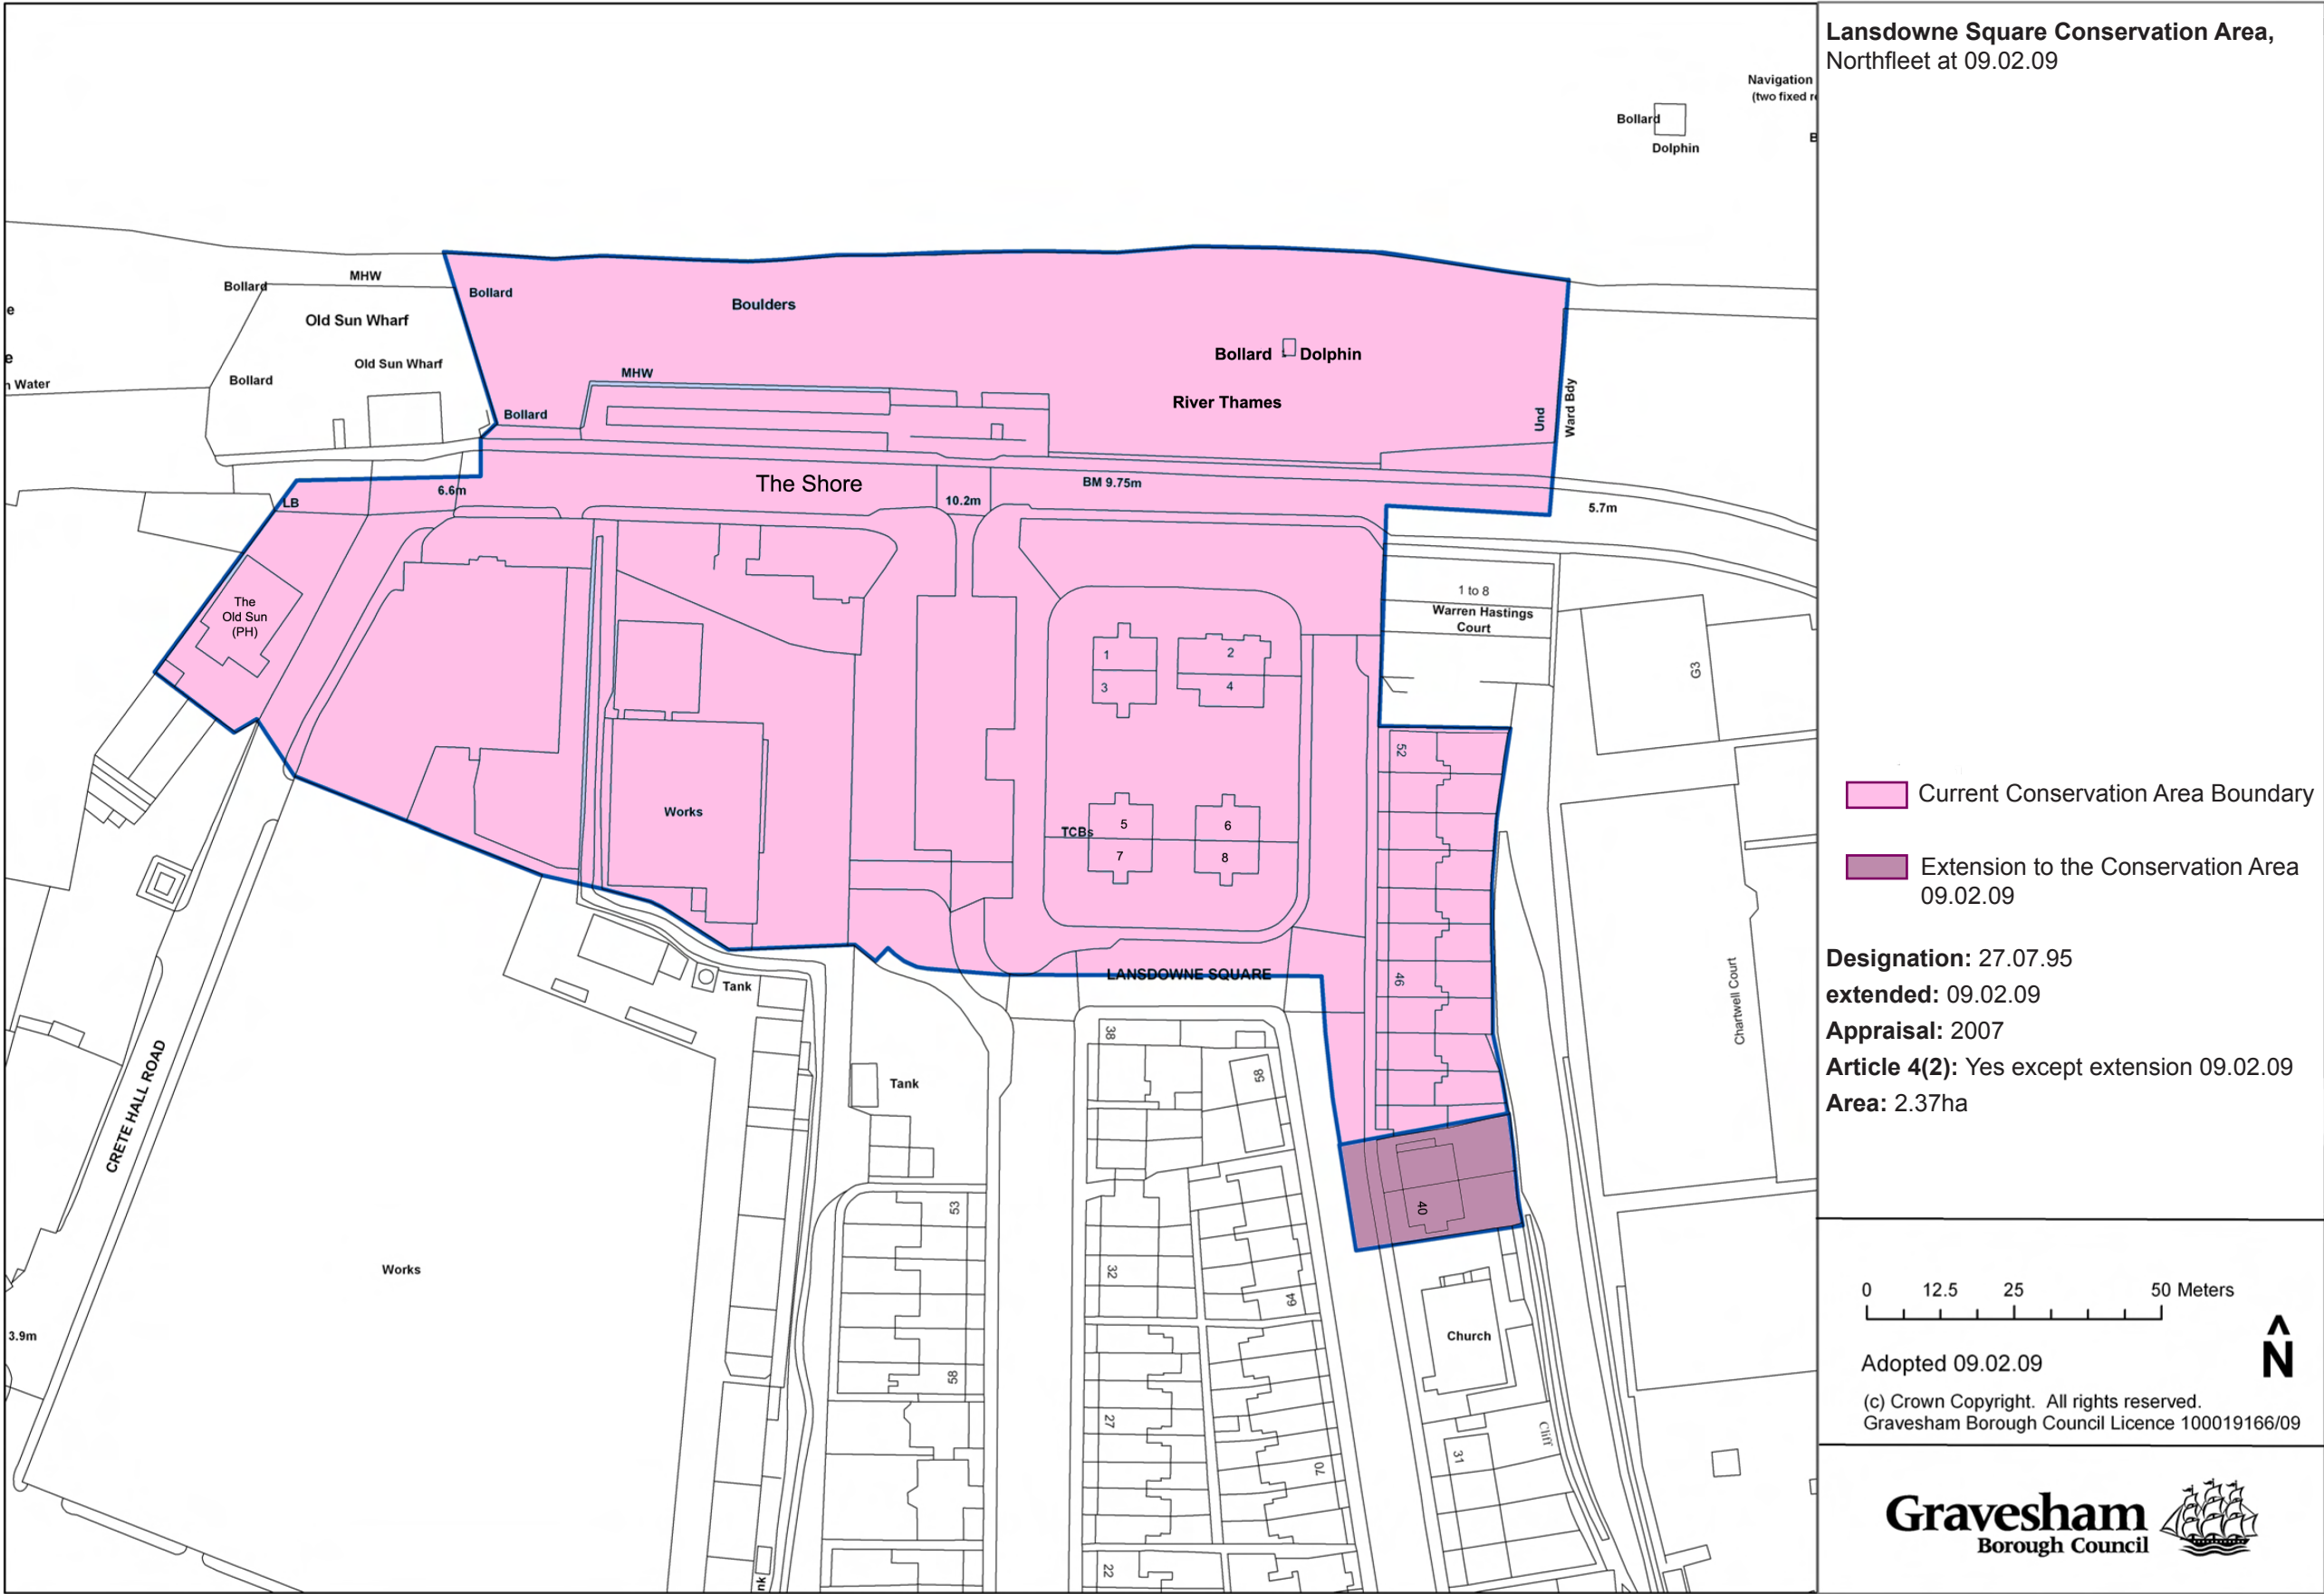 Lansdowne Square Conservation Area,
Northfleet at 09.02.09
Navigation
(two fixed
Bollard
Dolphin
MHW
Bollard
Old Sun Wharf
Old Sun Wharf
Bollard
Water
e
e
B
Bollard
Boulders
Bollard
Dolphin
MHW
River Thames
Bollard
Und
Ward Bdy
The Shore
BM 9.75m
6.6m
LB
10.2m
5.7m
The
Old Sun
(PH)
1 to 8
Warren Hastings
Court
G3
1
2
3
4
52
Works
5
6
TCBs
7
8
46
LANSDOWNE SQUARE
Tank
Tank
Chartwell Court
CRETE HALL ROAD
38
58
53
40
32
64
Works
Church
3.9m
58
27
70
31
Cliff
22
nk
Current Conservation Area Boundary
Extension to the Conservation Area
09.02.09
Designation: 27.07.95
extended: 09.02.09
Appraisal: 2007
Article 4(2): Yes except extension 09.02.09
Area: 2.37ha
0 12.5 25 50 Meters
N
Adopted 09.02.09
(c) Crown Copyright. All rights reserved.
Gravesham Borough Council Licence 100019166/09
Gravesham
Borough Council